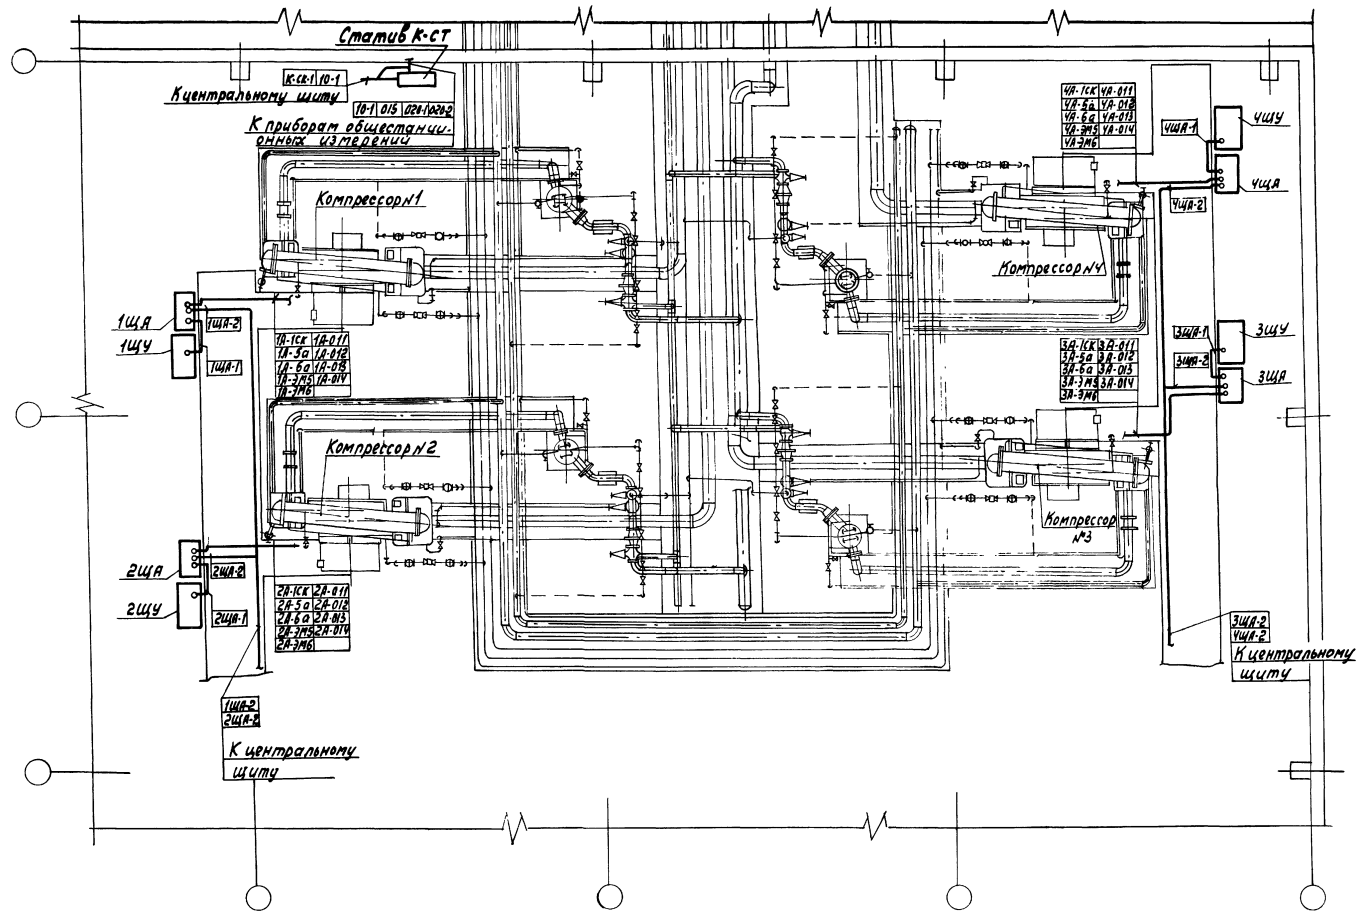 Статив К-СТ
К-СК-1 10-1
К центральному щиту
10-1 015 020-1 020-2
К приборам общестанци-
онных измерений
Компрессор N1
1ЩА
1ЩУ
1ЩА-2
1ЩА-1
1А-1СК 1А-011
1А-5а 1А-012
1А-6а 1А-013
1А-ЭМ5 1А-014
1А-ЭМ6
Компрессор N2
2ЩА
2ЩУ
2ЩА-2
2ЩА-1
2А-1СК 2А-011
2А-5а 2А-012
2А-6а 2А-013
2А-ЭМ5 2А-014
2А-ЭМ6
1ЩА-2
2ЩА-2
К центральному
щиту
4А-1СК 4А-011
4А-5а 4А-012
4А-6а 4А-013
4А-ЭМ5 4А-014
4А-ЭМ6
4ЩА-1
4ЩУ
4ЩА
4ЩА-2
Компрессор N4
3ЩА-1
3ЩА-2
3ЩУ
3ЩА
3А-1СК 3А-011
3А-5а 3А-012
3А-6а 3А-013
3А-ЭМ5 3А-014
3А-ЭМ6
Компрессор
№3
3ЩА-2
4ЩА-2
К центральному
щиту